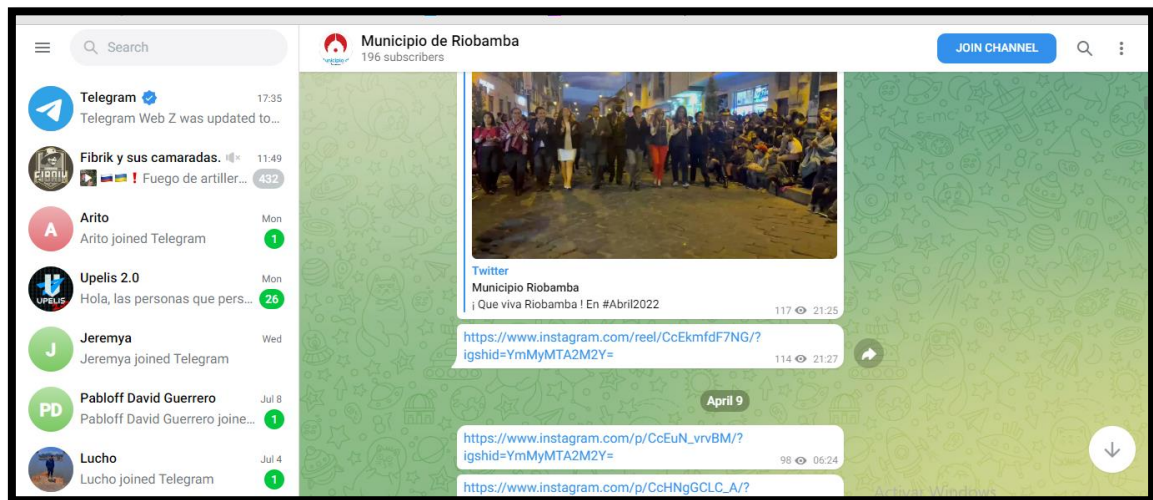 Search
Telegram
17:35
Telegram Web Z was updated to...
Fibrik y sus camaradas.
11:49
! Fuego de artiller...
432
A
Arito
Mon
Arito joined Telegram
1
UPELIS
Upelis 2.0
Mon
Hola, las personas que pers...
26
J
Jeremya
Wed
Jeremya joined Telegram
PD
Pabloff David Guerrero
Jul 8
Pabloff David Guerrero joine...
1
Lucho
Jul 4
Lucho joined Telegram
1
Municipio de Riobamba
196 subscribers
JOIN CHANNEL
Twitter
Municipio Riobamba
¡ Que viva Riobamba ! En #Abril2022
117 21:25
https://www.instagram.com/reel/CcEkmfdF7NG/?
igshid=YmMyMTA2M2Y=
114 21:27
April 9
https://www.instagram.com/p/CcEuN_vrvBM/?
igshid=YmMyMTA2M2Y=
98 06:24
https://www.instagram.com/p/CcHNgGCLC_A/?
Activar Windows